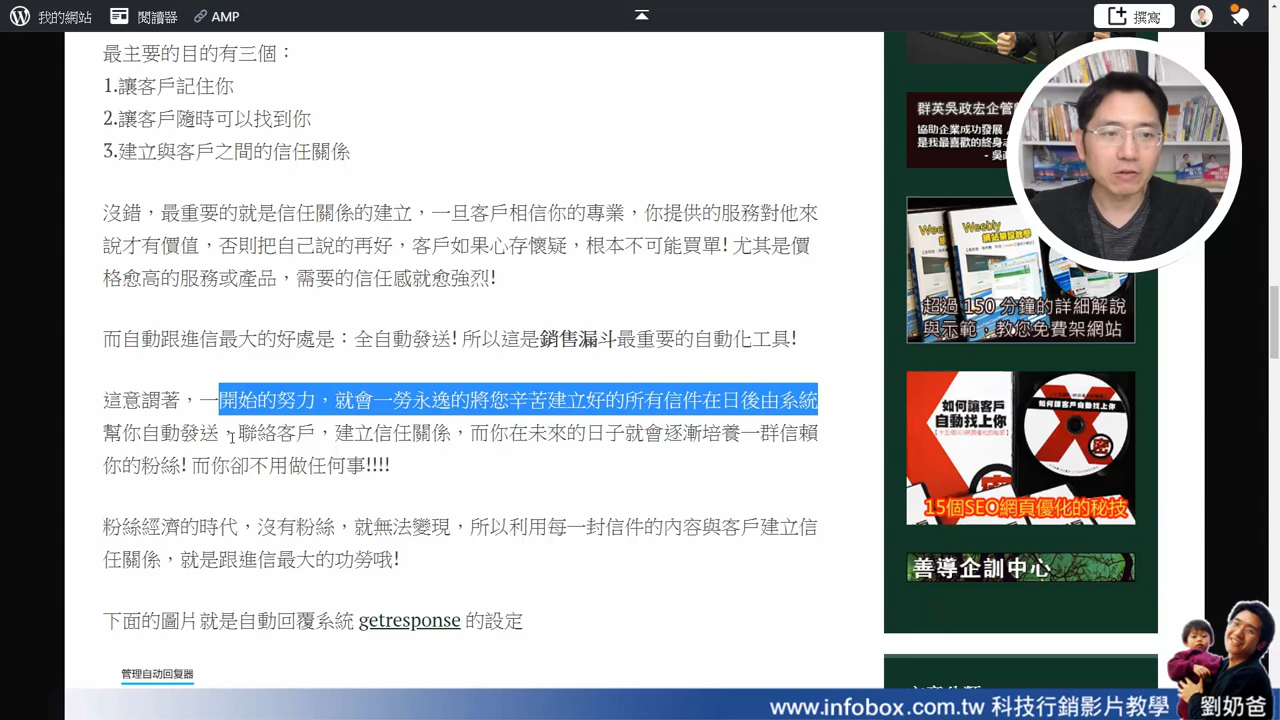 我的網站
閱讀器
AMP
撰寫
最主要的目的有三個：
1.讓客戶記住你
2.讓客戶隨時可以找到你
3.建立與客戶之間的信任關係
沒錯，最重要的就是信任關係的建立，一旦客戶相信你的專業，你提供的服務對他來
說才有價值，否則把自己說的再好，客戶如果心存懷疑，根本不可能買單! 尤其是價
格愈高的服務或產品，需要的信任感就愈強烈!
而自動跟進信最大的好處是：全自動發送! 所以這是銷售漏斗最重要的自動化工具!
這意謂著，一開始的努力，就會一勞永逸的將您辛苦建立好的所有信件在日後由系統
幫你自動發送，聯絡客戶，建立信任關係，而你在未來的日子就會逐漸培養一群信賴
你的粉絲! 而你卻不用做任何事!!!!
粉絲經濟的時代，沒有粉絲，就無法變現，所以利用每一封信件的內容與客戶建立信
任關係，就是跟進信最大的功勞哦!
下面的圖片就是自動回覆系統 getresponse 的設定
管理自动回复器
群英吳政宏企管
協助企業成功發展，
是我最喜歡的終身志
- 吳政
Weekly
Weekly
網站架設教學
超過 150 分鐘的詳細解說
與示範，教您免費架網站
如何讓客戶
自動找上你
如何讓客戶自動找上你
X
密
15個SEO網頁優化的秘技
善導企訓中心
www.infobox.com.tw 科技行銷影片教學
劉奶爸